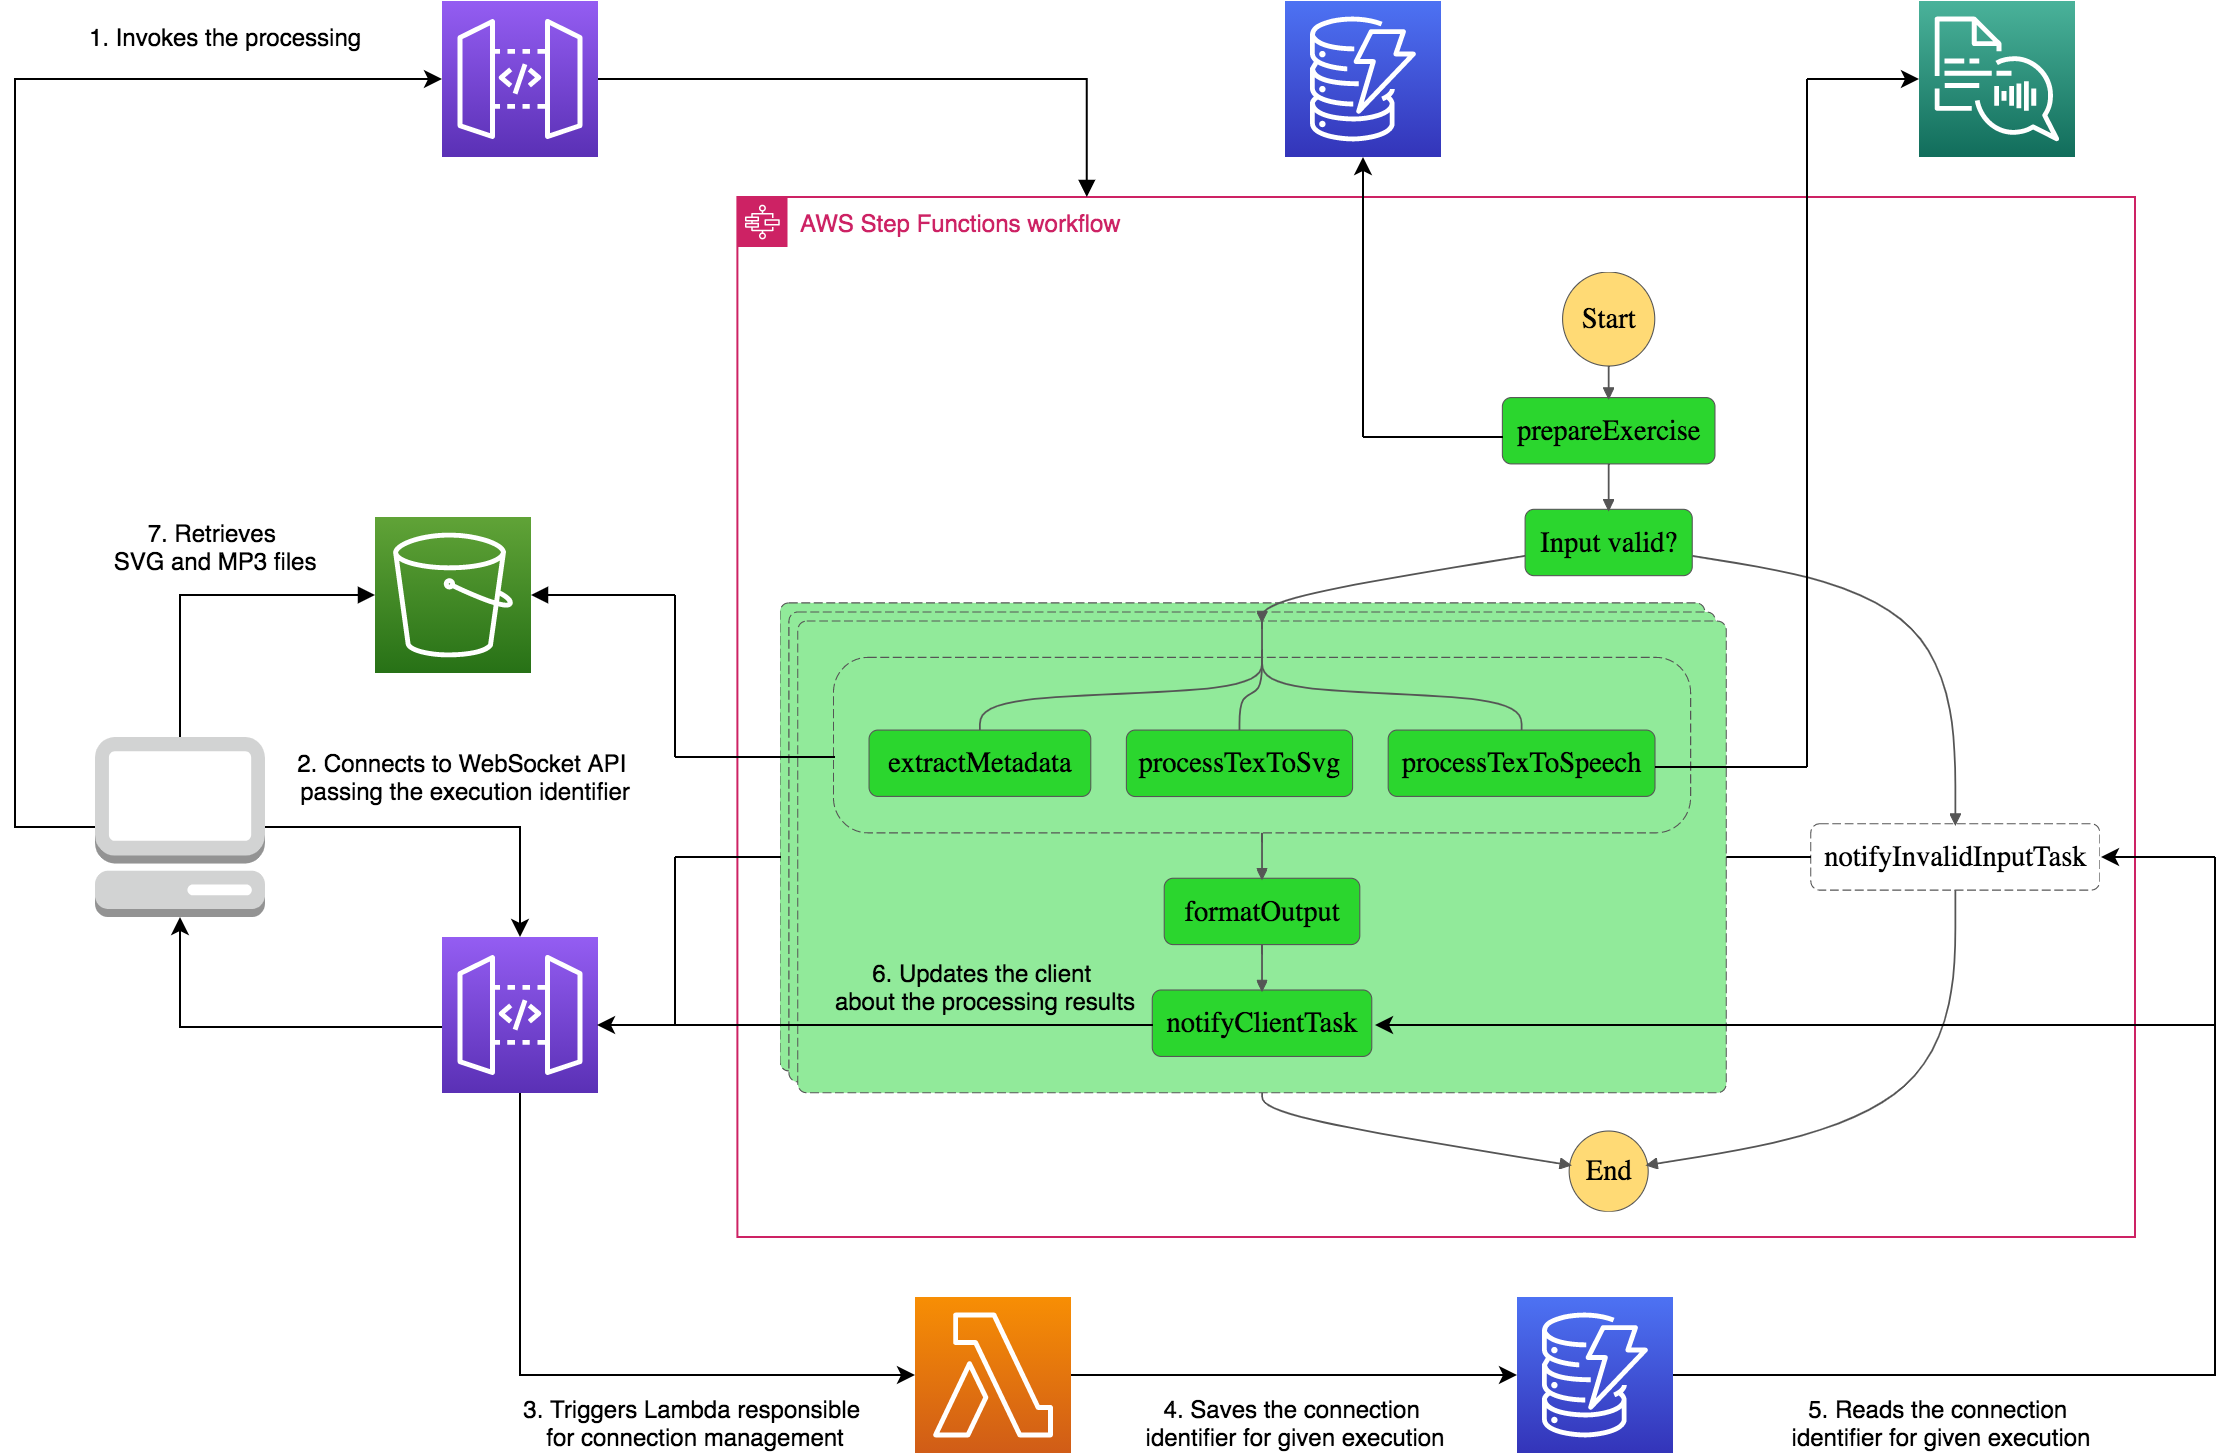 1. Invokes the processing
AWS Step Functions workflow
Start
prepareExercise
Input valid?
7. Retrieves
SVG and MP3 files
2. Connects to WebSocket API
passing the execution identifier
extractMetadata
processTexToSvg
processTexToSpeech
notifyInvalidInputTask
formatOutput
6. Updates the client
about the processing results
notifyClientTask
End
3. Triggers Lambda responsible
for connection management
4. Saves the connection
identifier for given execution
5. Reads the connection
identifier for given execution